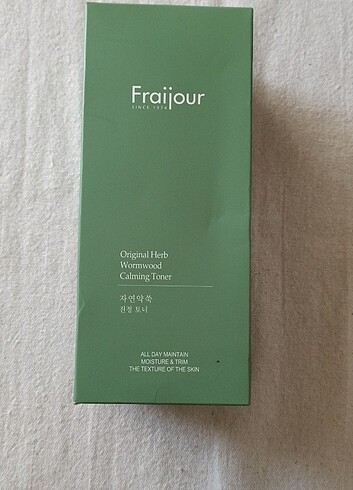 Fraijour
SINCE 1974
Original Herb
Wormwood
Calming Toner
자연약쑥
진정 토너
ALL DAY MAINTAIN
MOISTURE & TRIM
THE TEXTURE OF THE SKIN